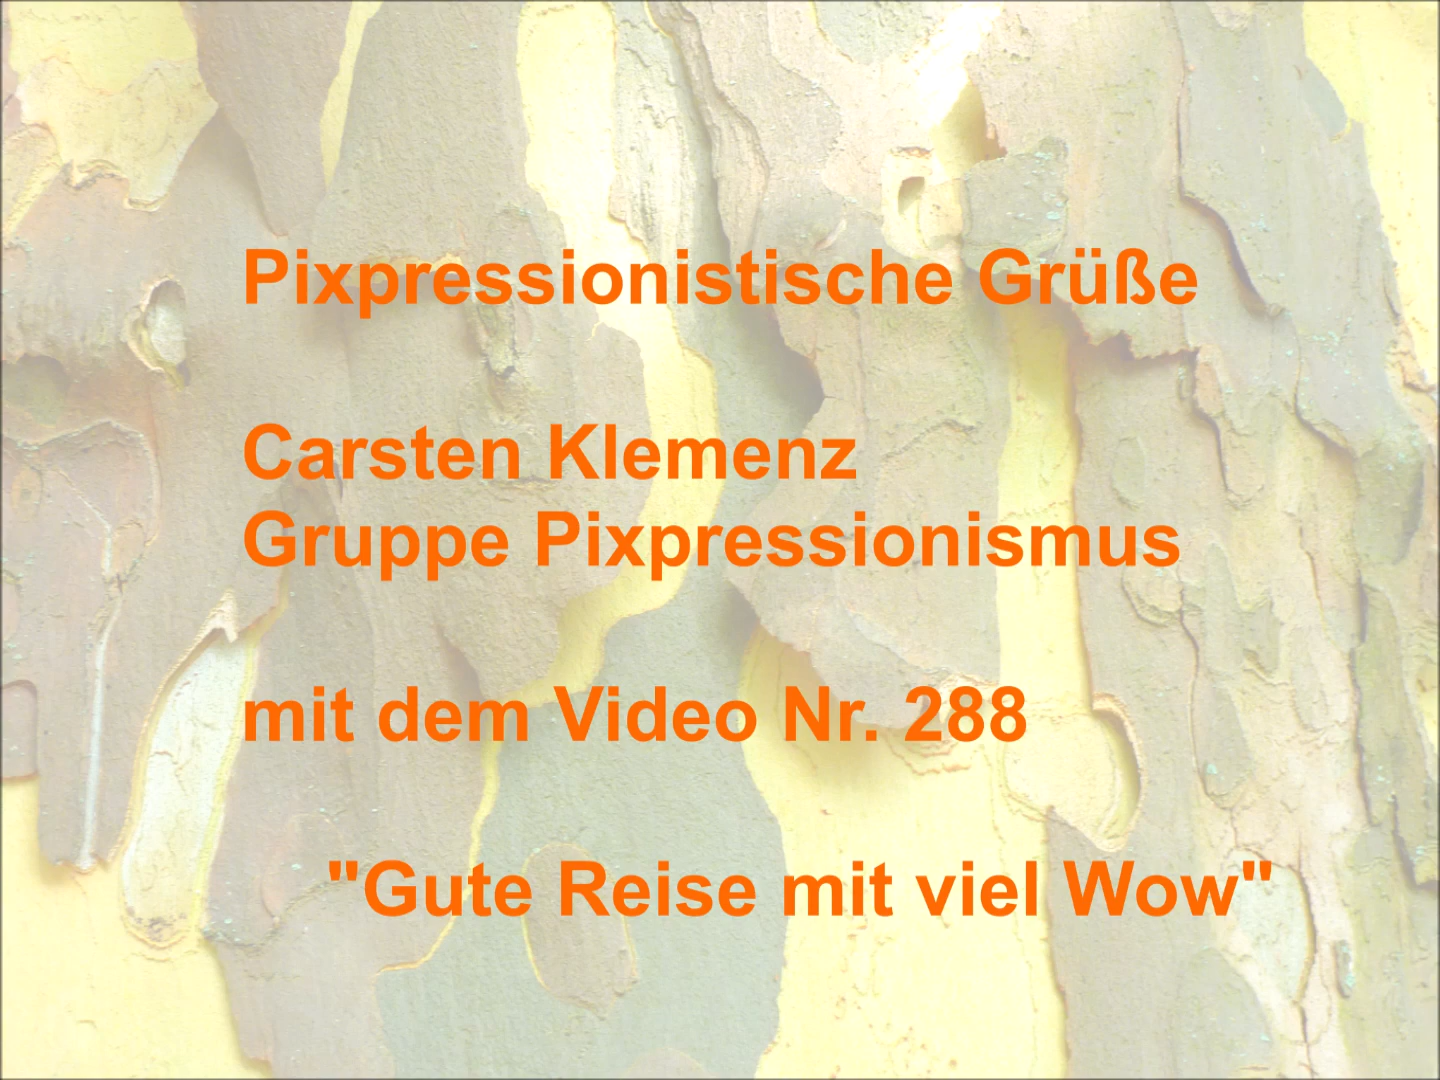 Pixpressionistische Grüße
Carsten Klemenz
Gruppe Pixpressionismus
mit dem Video Nr. 288
"Gute Reise mit viel Wow"